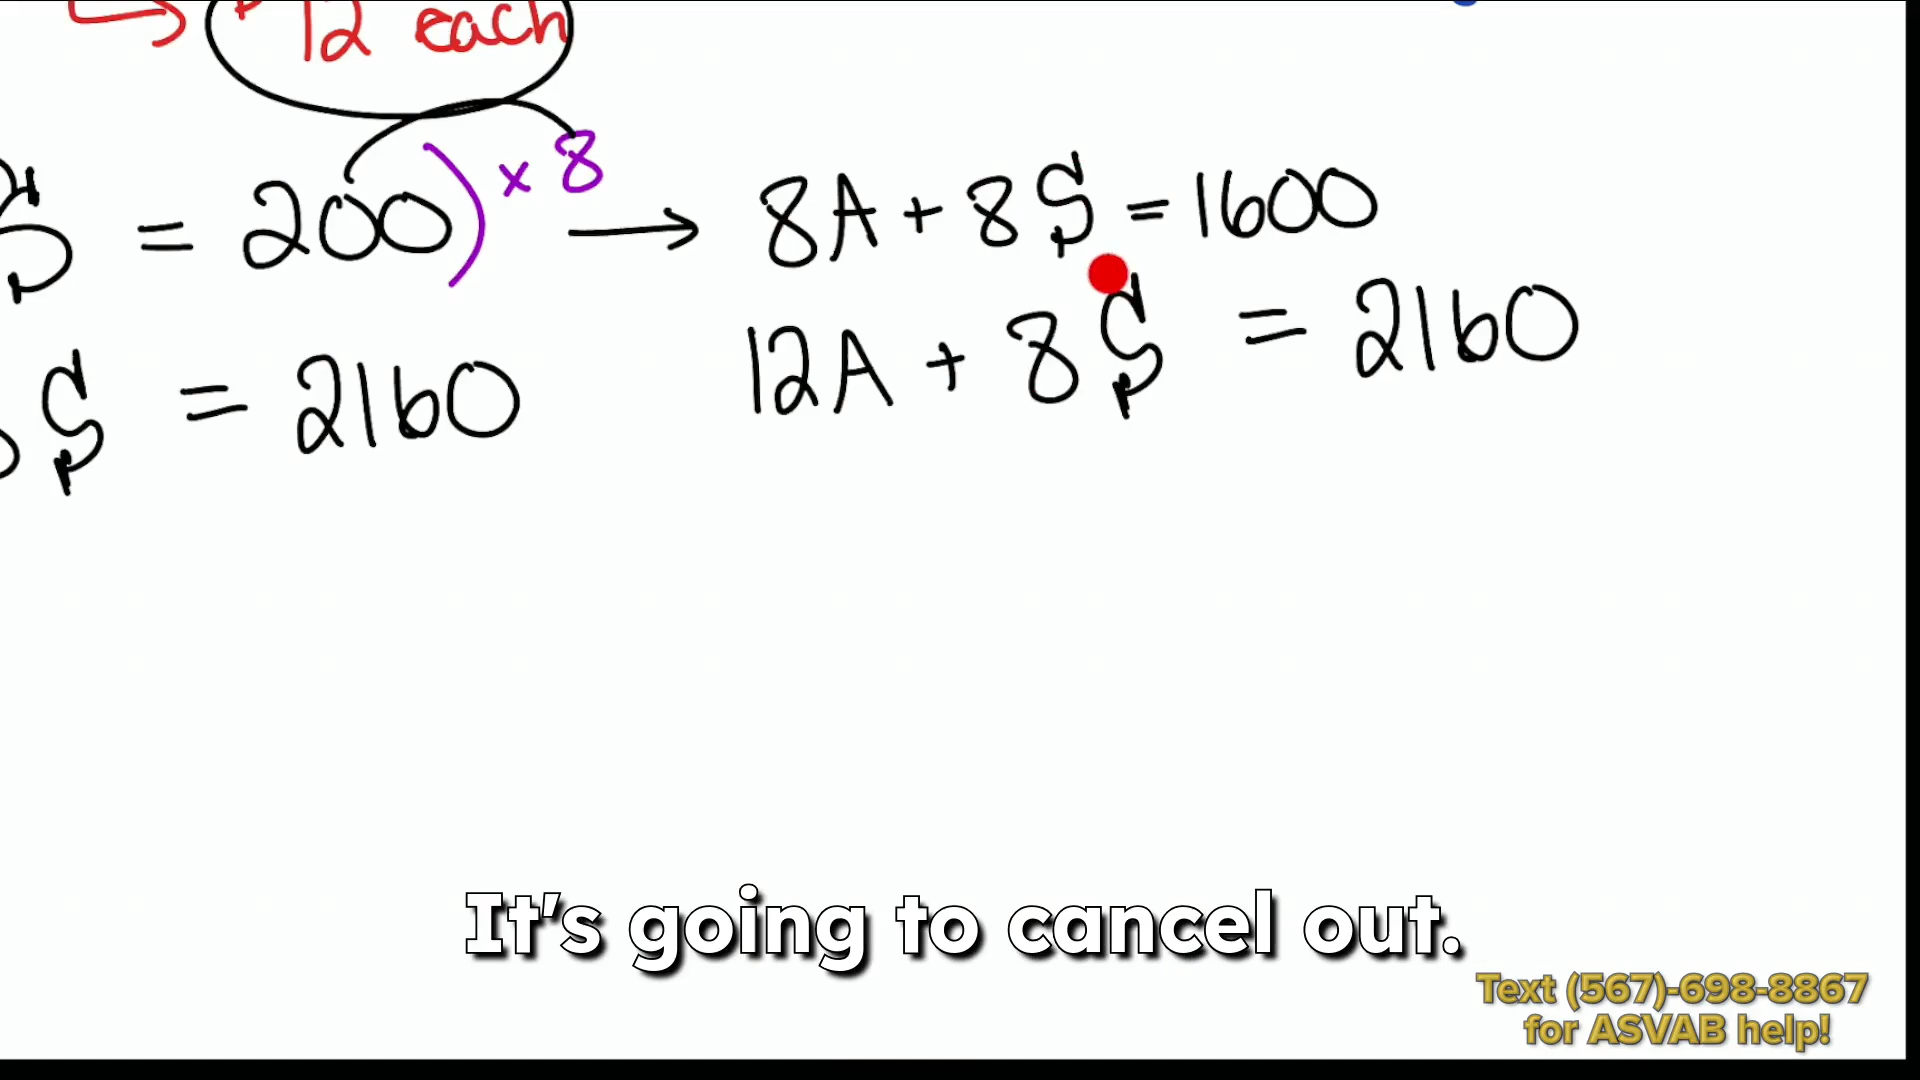 12 each
S = 200) x 8 → 8A + 8S = 1600
12A + 8S = 2160
S = 2160
It's going to cancel out.
Text (567)-698-8867
for ASVAB help!